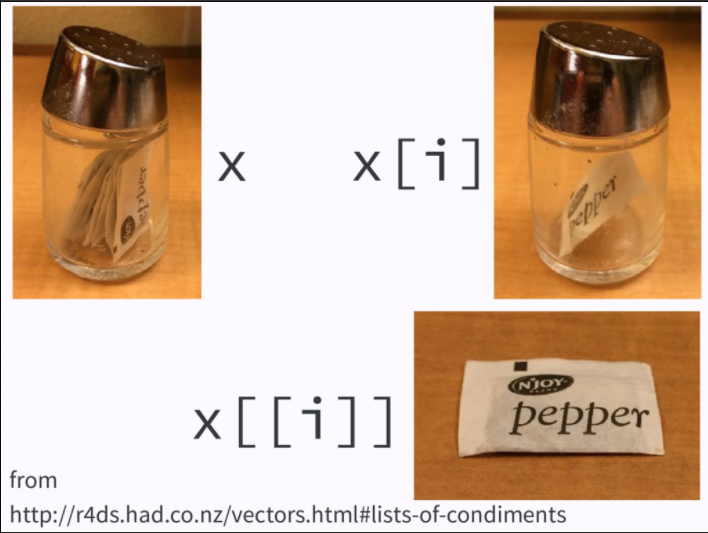 pepper
x
x[i]
pepper
x[[i]]
N'JOY
pepper
from
http://r4ds.had.co.nz/vectors.html#lists-of-condiments